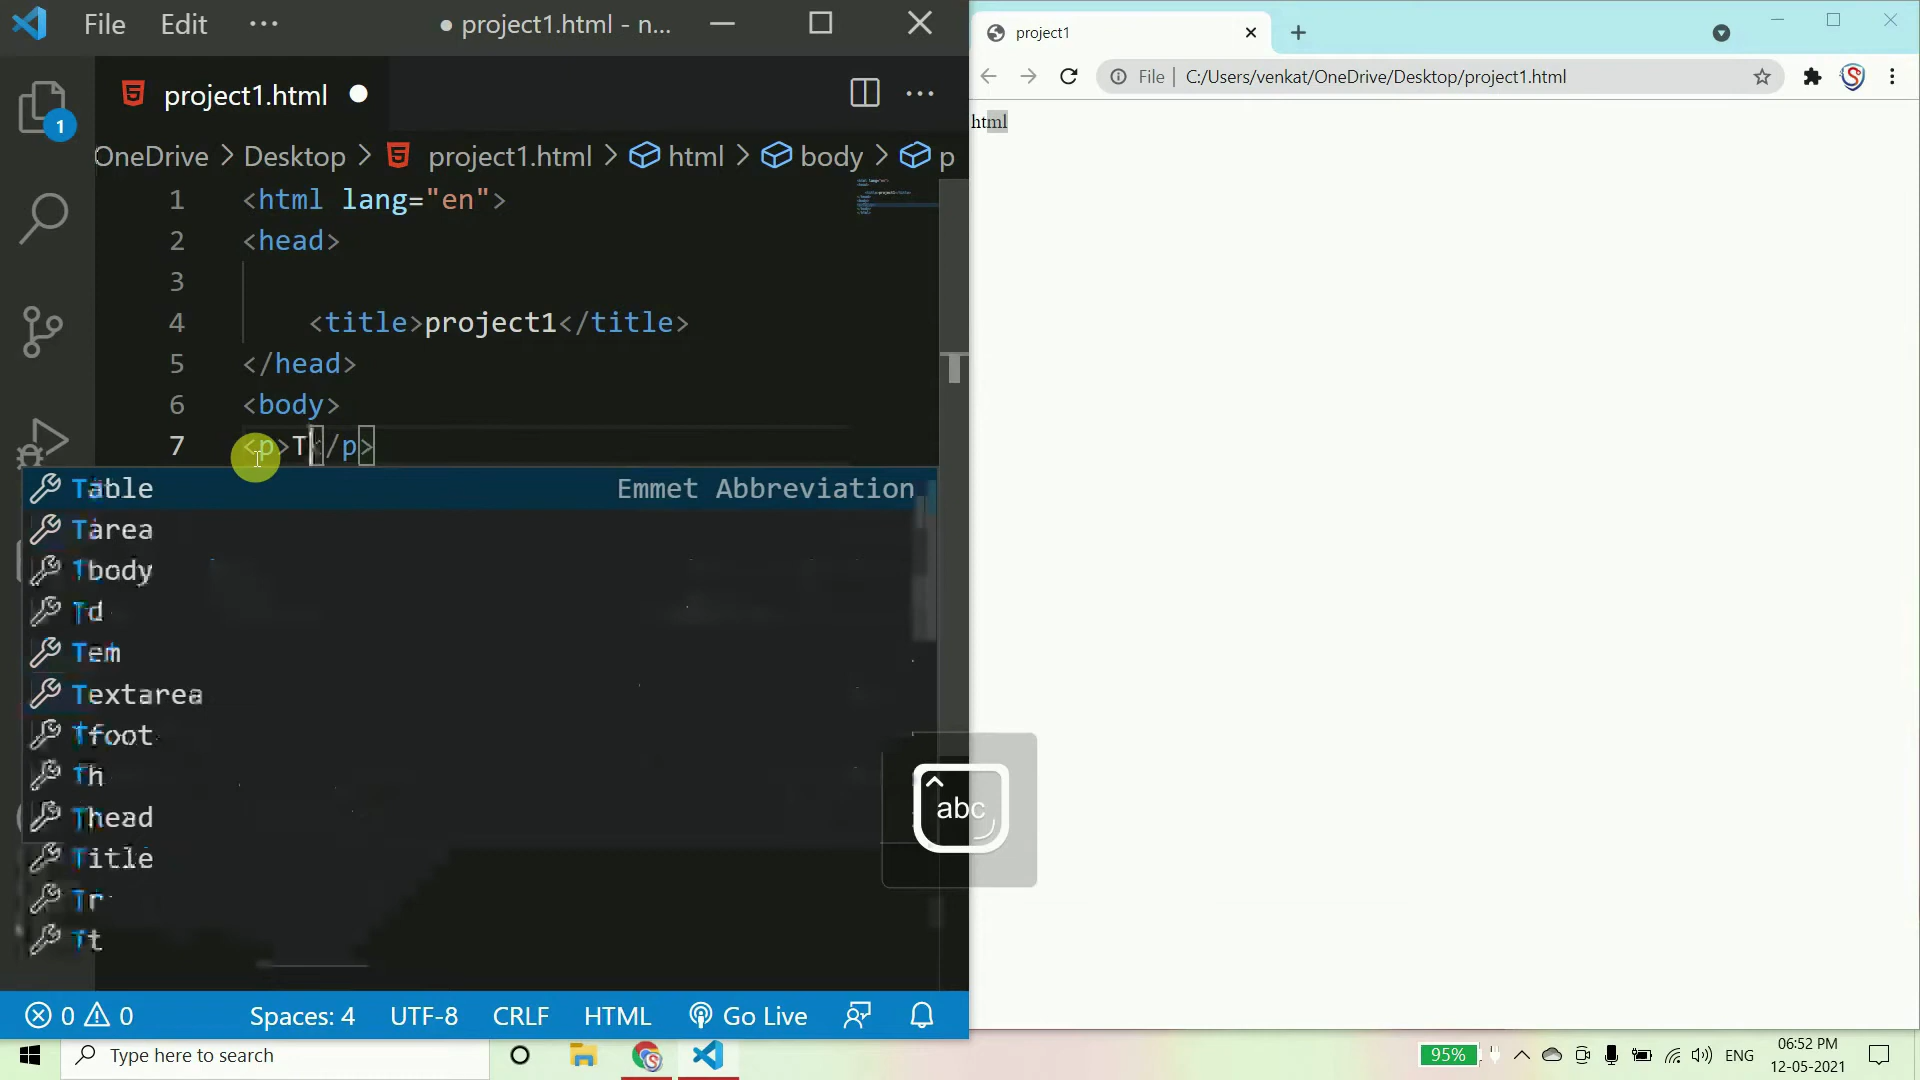 File Edit ··· ● project1.html - n...
project1.html ●
1
OneDrive > Desktop > project1.html > html > body > p
1 <html lang="en">
2 <head>
3
4 <title>project1</title>
5 </head>
6 <body>
7 <p>T</p>
Table Emmet Abbreviation
Tarea
Tbody
Td
Tem
Textarea
Tfoot
Th
Thead
Title
Tr
Tt
abc
0 0 Spaces: 4 UTF-8 CRLF HTML Go Live
project1
File | C:/Users/venkat/OneDrive/Desktop/project1.html
html
Type here to search
95% ENG 06:52 PM
12-05-2021